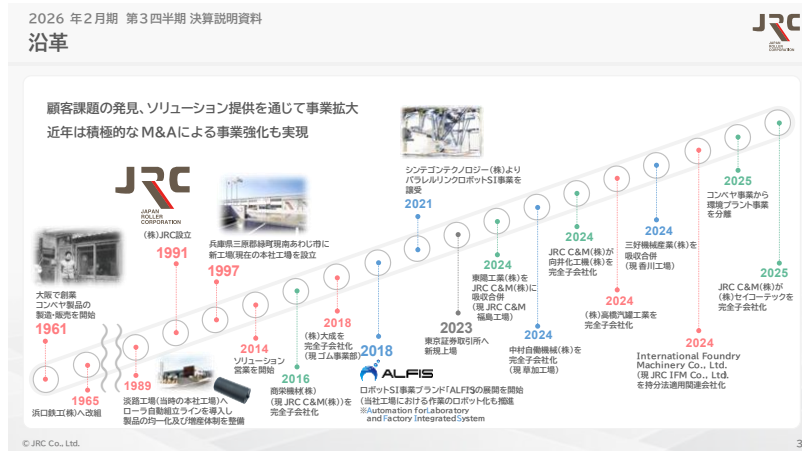 2026 年2月期 第3四半期 決算説明資料
沿革
JRC
JAPAN
ROLLER
CORPORATION
顧客課題の発見、ソリューション提供を通じて事業拡大
近年は積極的な M&Aによる事業強化も実現
JRC
JAPAN
ROLLER
CORPORATION
大阪で創業
コンベヤ製品の
製造・販売を開始
1961
1965
浜口鉄工(株)へ改組
1989
淡路工場(当時の本社工場)へ
ローラ自動組立ラインを導入し
製品の均一化及び増産体制を整備
(株)JRC設立
1991
兵庫県三原郡緑町(現南あわじ市)に
新工場(現在の本社工場)を設立
1997
2014
ソリューション
営業を開始
2016
商栄機材(株)
(現 JRC C&M(株))を
完全子会社化
2018
(株)大成を
完全子会社化
(現 ゴム事業部)
2018
ALFIS
ロボットSI事業ブランド「ALFIS」の展開を開始
(当社工場における作業のロボット化も推進)
※Automation for Laboratory
and Factory Integrated System
シンテゴンテクノロジー(株)より
パラレルリンクロボットSI事業を
譲受
2021
2023
東京証券取引所へ
新規上場
2024
東陽工業(株)を
JRC C&M(株)に
吸収合併
(現 JRC C&M
福島工場)
2024
中村自働機械(株)を
完全子会社化
(現 草加工場)
2024
JRC C&M(株)が
向井化工機(株)を
完全子会社化
2024
(株)高橋汽罐工業を
完全子会社化
2024
三好機械産業(株)を
吸収合併
(現 香川工場)
2024
International Foundry
Machinery Co., Ltd.
(現 JRC IFM Co., Ltd.)
を持分法適用関連会社化
2025
コンベヤ事業から
環境プラント事業
を分離
2025
JRC C&M(株)が
(株)セイコーテックを
完全子会社化
© JRC Co., Ltd.
3